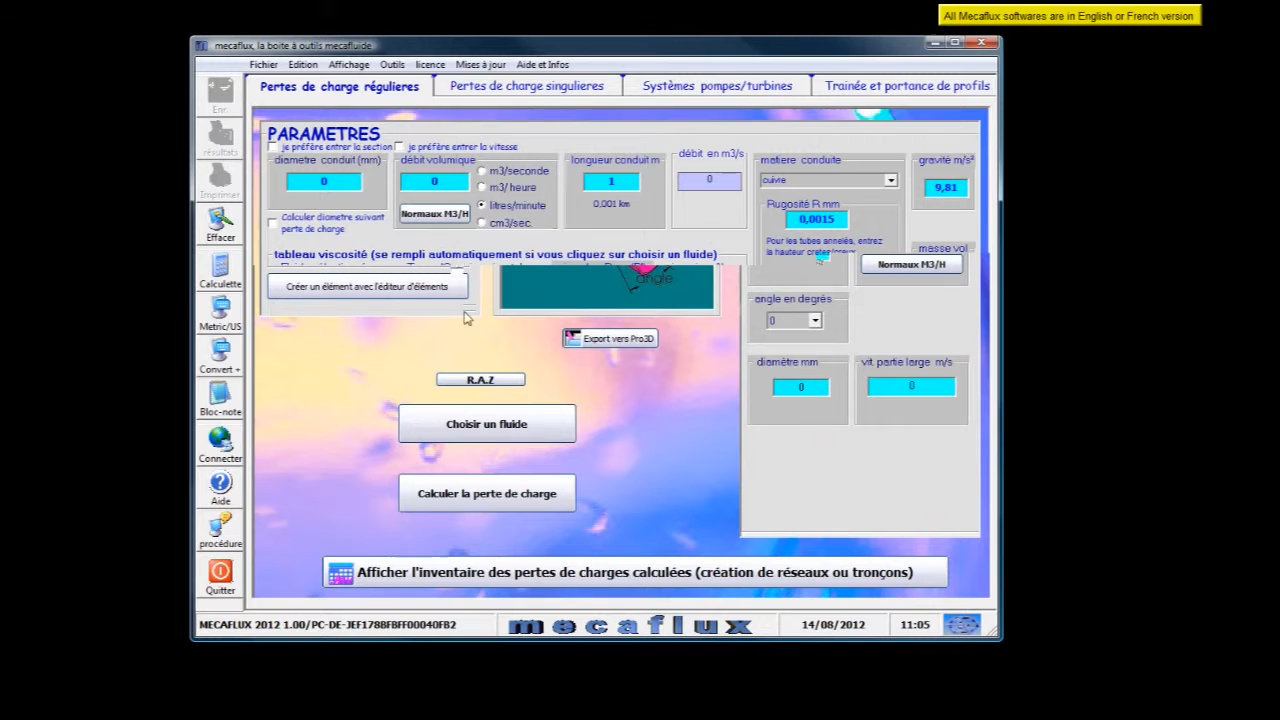 All Mecaflux softwares are in English or French version
mecaflux, la boite à outils mecafluide
Fichier Edition Affichage Outils licence Mises à jour Aide et Infos
Pertes de charge régulieres Pertes de charge singulieres Systèmes pompes/turbines Trainée et portance de profils
Enr.
résultats
Imprimer
Effacer
Calculette
Metric/US
Convert +
Bloc-note
Connecter
Aide
procédure
Quitter
PARAMETRES
je préfère entrer la section je préfère entrer la vitesse
diametre conduit (mm)
0
Calculer diametre suivant
perte de charge
débit volumique
0
Normaux M3/H
m3/seconde
m3/ heure
litres/minute
cm3/sec.
longueur conduit m
1
0,001 km
débit en m3/s
0
matiere conduite
cuivre
Rugosité R mm
0,0015
Pour les tubes annelés, entrez
la hauteur
gravité m/s²
9,81
masse vol
Normaux M3/H
tableau viscosité (se rempli automatiquement si vous cliquez sur choisir un fluide)
Créer un élément avec l'éditeur d'éléments
angle
Export vers Pro3D
angle en degrés
0
diamètre mm
0
vit. partie large m/s
0
R.A.Z
Choisir un fluide
Calculer la perte de charge
Afficher l'inventaire des pertes de charges calculées (création de réseaux ou tronçons)
MECAFLUX 2012 1.00/PC-DE-JEF1788FBFF00040FB2 mecaflux 14/08/2012 11:05